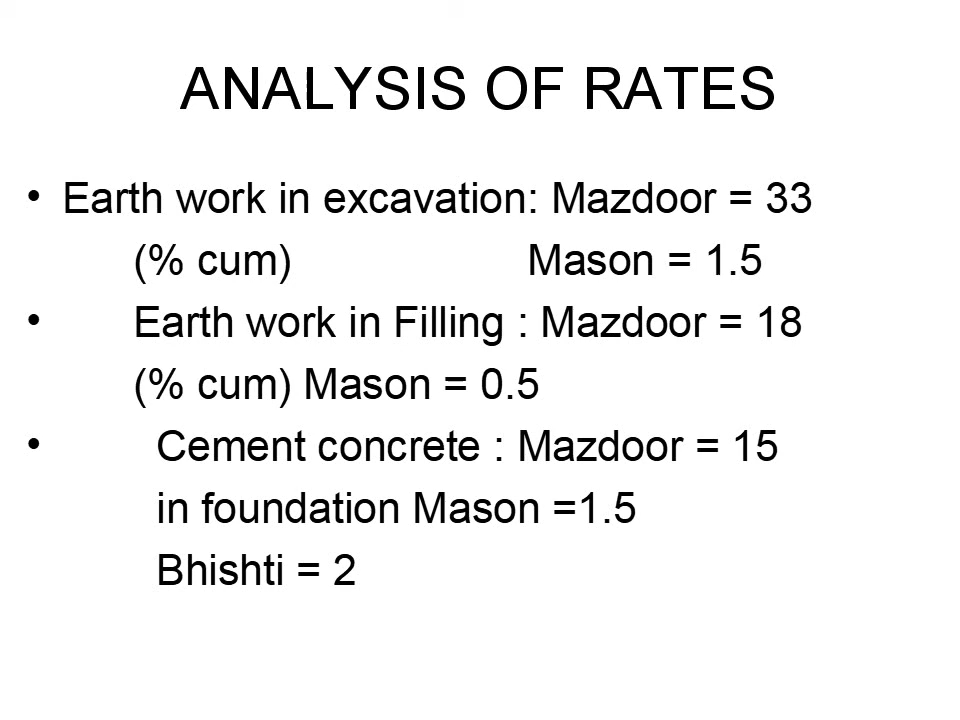 ANALYSIS OF RATES
• Earth work in excavation: Mazdoor = 33
(% cum) Mason = 1.5
• Earth work in Filling : Mazdoor = 18
(% cum) Mason = 0.5
• Cement concrete : Mazdoor = 15
in foundation Mason =1.5
Bhishti = 2